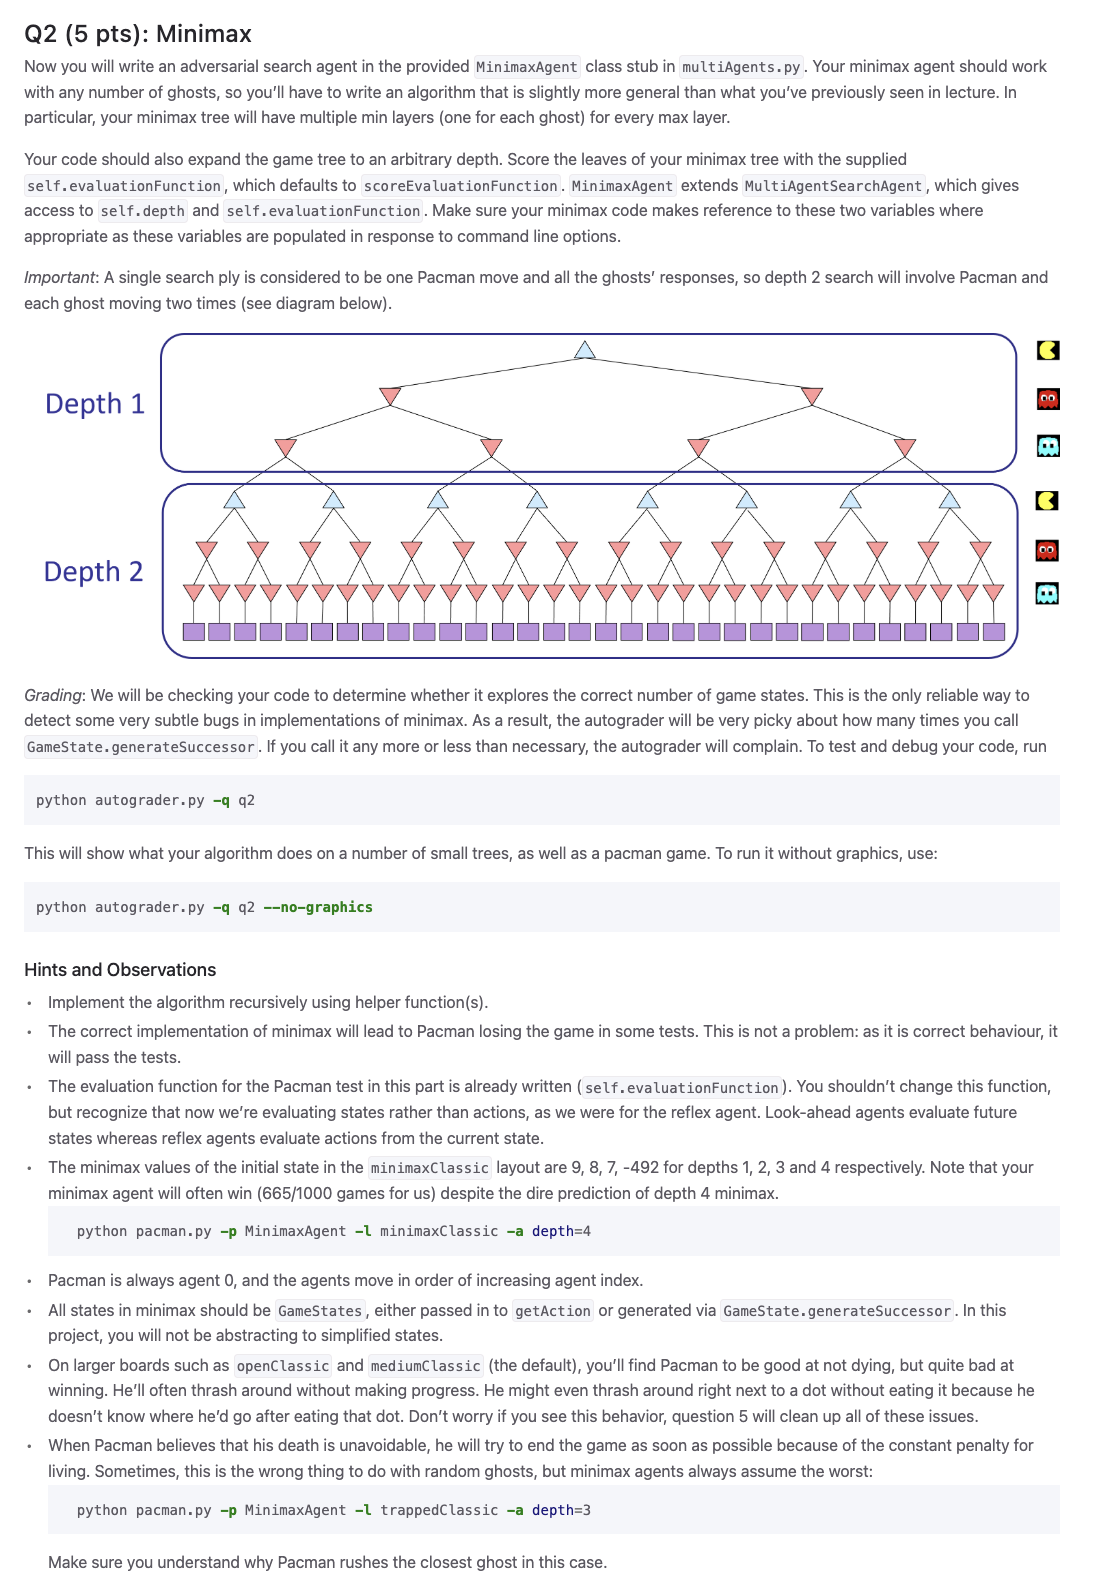 Q2 (5 pts): Minimax
Now you will write an adversarial search agent in the provided MinimaxAgent class stub in multiAgents.py. Your minimax agent should work
with any number of ghosts, so you’ll have to write an algorithm that is slightly more general than what you’ve previously seen in lecture. In
particular, your minimax tree will have multiple min layers (one for each ghost) for every max layer.
Your code should also expand the game tree to an arbitrary depth. Score the leaves of your minimax tree with the supplied
self.evaluationFunction, which defaults to scoreEvaluationFunction. MinimaxAgent extends MultiAgentSearchAgent, which gives
access to self.depth and self.evaluationFunction. Make sure your minimax code makes reference to these two variables where
appropriate as these variables are populated in response to command line options.
Important: A single search ply is considered to be one Pacman move and all the ghosts’ responses, so depth 2 search will involve Pacman and
each ghost moving two times (see diagram below).
Depth 1
Depth 2
Grading: We will be checking your code to determine whether it explores the correct number of game states. This is the only reliable way to
detect some very subtle bugs in implementations of minimax. As a result, the autograder will be very picky about how many times you call
GameState.generateSuccessor. If you call it any more or less than necessary, the autograder will complain. To test and debug your code, run
python autograder.py -q q2
This will show what your algorithm does on a number of small trees, as well as a pacman game. To run it without graphics, use:
python autograder.py -q q2 --no-graphics
Hints and Observations
• Implement the algorithm recursively using helper function(s).
• The correct implementation of minimax will lead to Pacman losing the game in some tests. This is not a problem: as it is correct behaviour, it
will pass the tests.
• The evaluation function for the Pacman test in this part is already written (self.evaluationFunction). You shouldn’t change this function,
but recognize that now we’re evaluating states rather than actions, as we were for the reflex agent. Look-ahead agents evaluate future
states whereas reflex agents evaluate actions from the current state.
• The minimax values of the initial state in the minimaxClassic layout are 9, 8, 7, -492 for depths 1, 2, 3 and 4 respectively. Note that your
minimax agent will often win (665/1000 games for us) despite the dire prediction of depth 4 minimax.
python pacman.py -p MinimaxAgent -l minimaxClassic -a depth=4
• Pacman is always agent 0, and the agents move in order of increasing agent index.
• All states in minimax should be GameStates, either passed in to getAction or generated via GameState.generateSuccessor. In this
project, you will not be abstracting to simplified states.
• On larger boards such as openClassic and mediumClassic (the default), you’ll find Pacman to be good at not dying, but quite bad at
winning. He’ll often thrash around without making progress. He might even thrash around right next to a dot without eating it because he
doesn’t know where he’d go after eating that dot. Don’t worry if you see this behavior, question 5 will clean up all of these issues.
• When Pacman believes that his death is unavoidable, he will try to end the game as soon as possible because of the constant penalty for
living. Sometimes, this is the wrong thing to do with random ghosts, but minimax agents always assume the worst:
python pacman.py -p MinimaxAgent -l trappedClassic -a depth=3
Make sure you understand why Pacman rushes the closest ghost in this case.